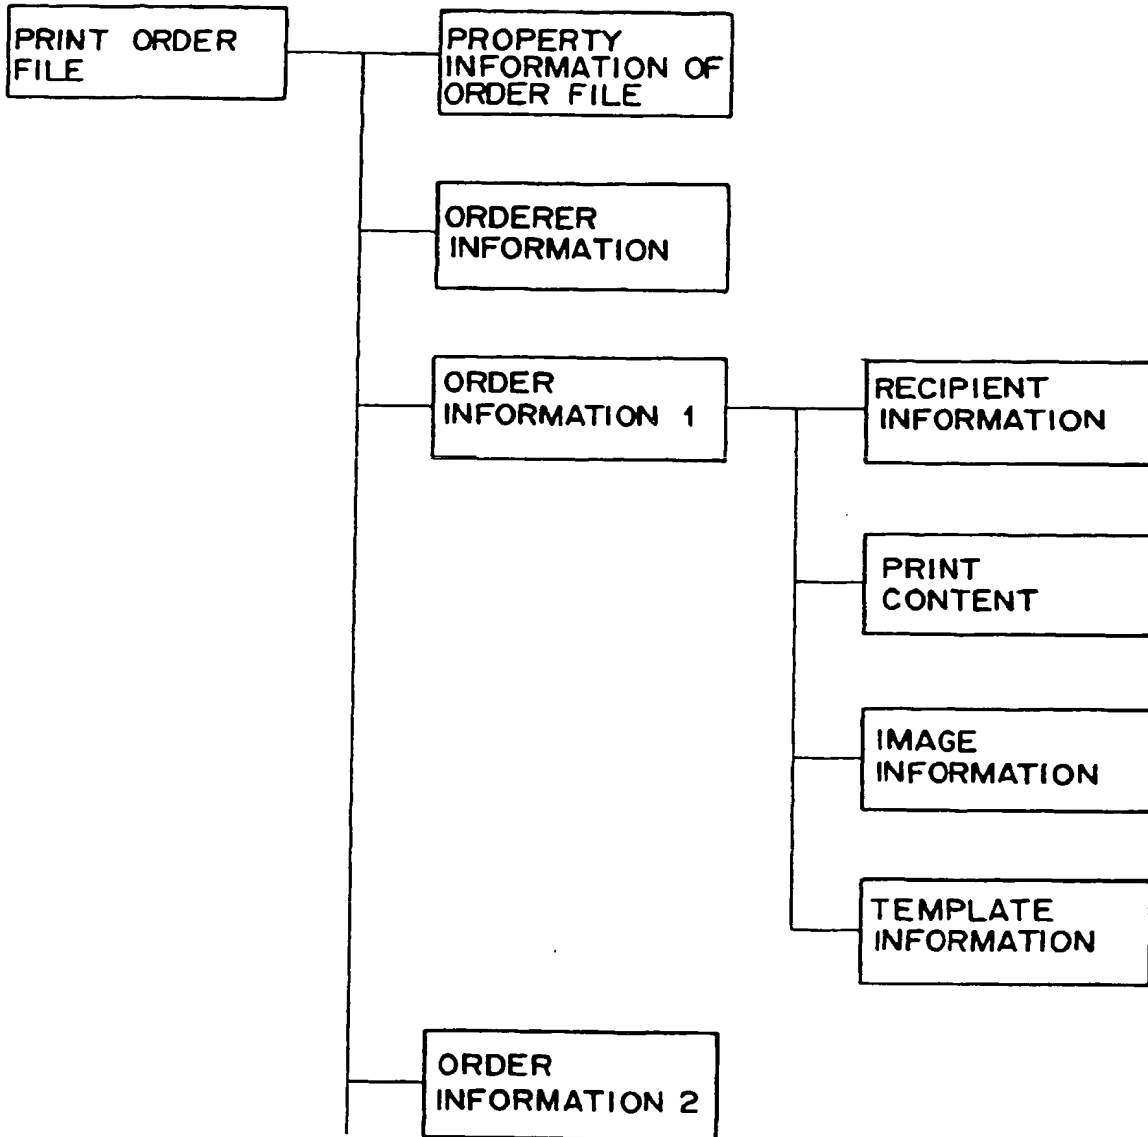 PRINT ORDER
FILE
PROPERTY
INFORMATION OF
ORDER FILE
ORDERER
INFORMATION
ORDER
INFORMATION 1
RECIPIENT
INFORMATION
PRINT
CONTENT
IMAGE
INFORMATION
TEMPLATE
INFORMATION
ORDER
INFORMATION 2